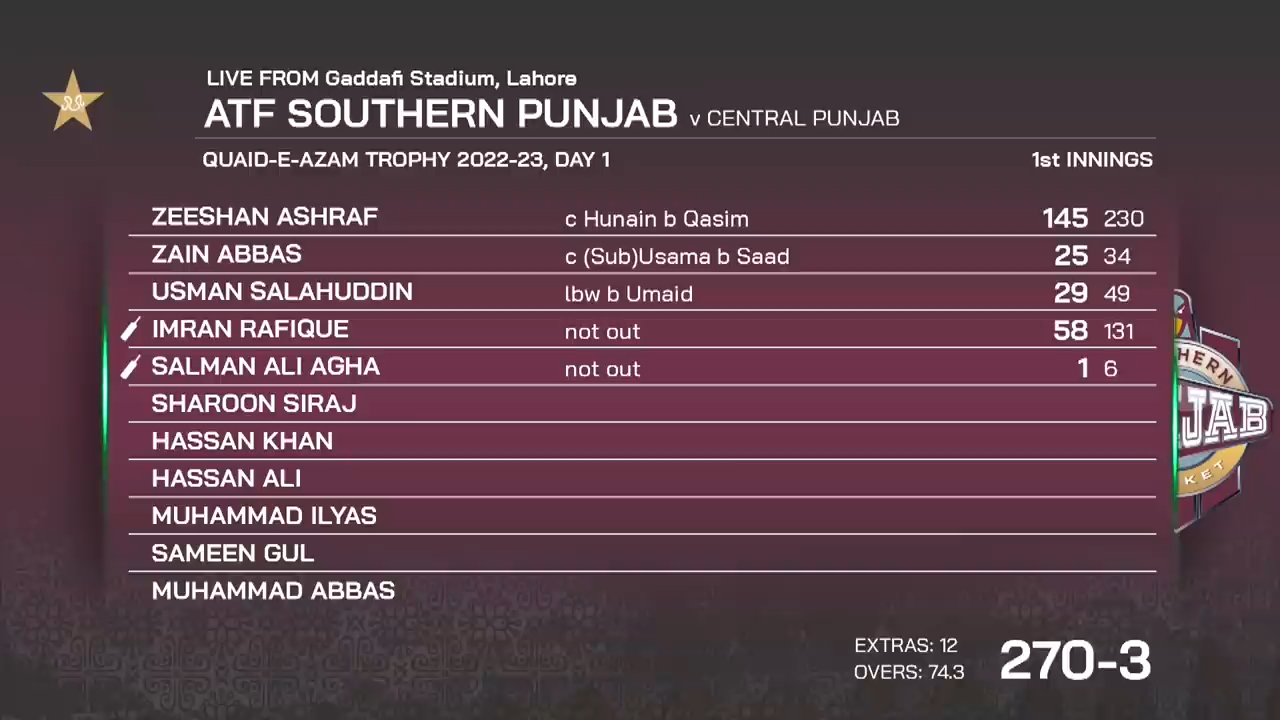 LIVE FROM Gaddafi Stadium, Lahore
ATF SOUTHERN PUNJAB v CENTRAL PUNJAB
QUAID-E-AZAM TROPHY 2022-23, DAY 1 1st INNINGS
ZEESHAN ASHRAF c Hunain b Qasim 145 230
ZAIN ABBAS c (Sub)Usama b Saad 25 34
USMAN SALAHUDDIN lbw b Umaid 29 49
IMRAN RAFIQUE not out 58 131
SALMAN ALI AGHA not out 1 6
SHAROON SIRAJ
HASSAN KHAN
HASSAN ALI
MUHAMMAD ILYAS
SAMEEN GUL
MUHAMMAD ABBAS
EXTRAS: 12
OVERS: 74.3
270-3
HERN
JAB
KET